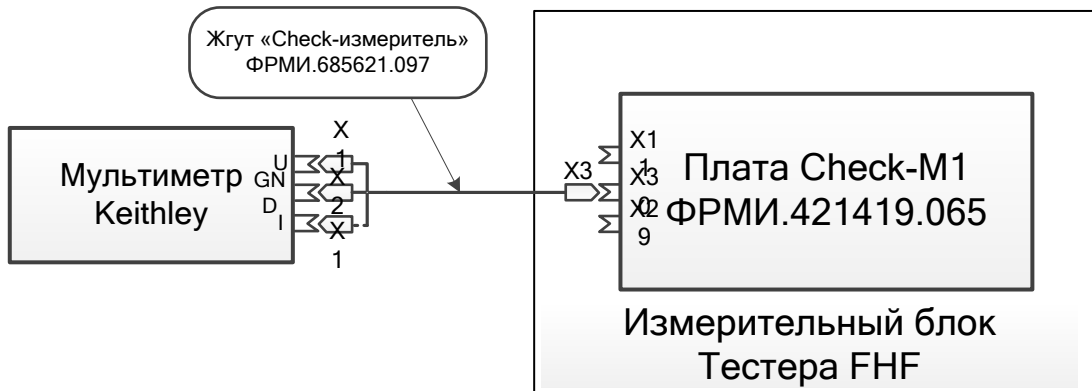 Жгут «Check-измеритель»
ФРМИ.685621.097
Мультиметр
Keithley
U
GN
D
I
X
1
X
2
X
1
X3
X1
1
X3
0
X2
9
Плата Check-M1
ФРМИ.421419.065
Измерительный блок
Тестера FHF